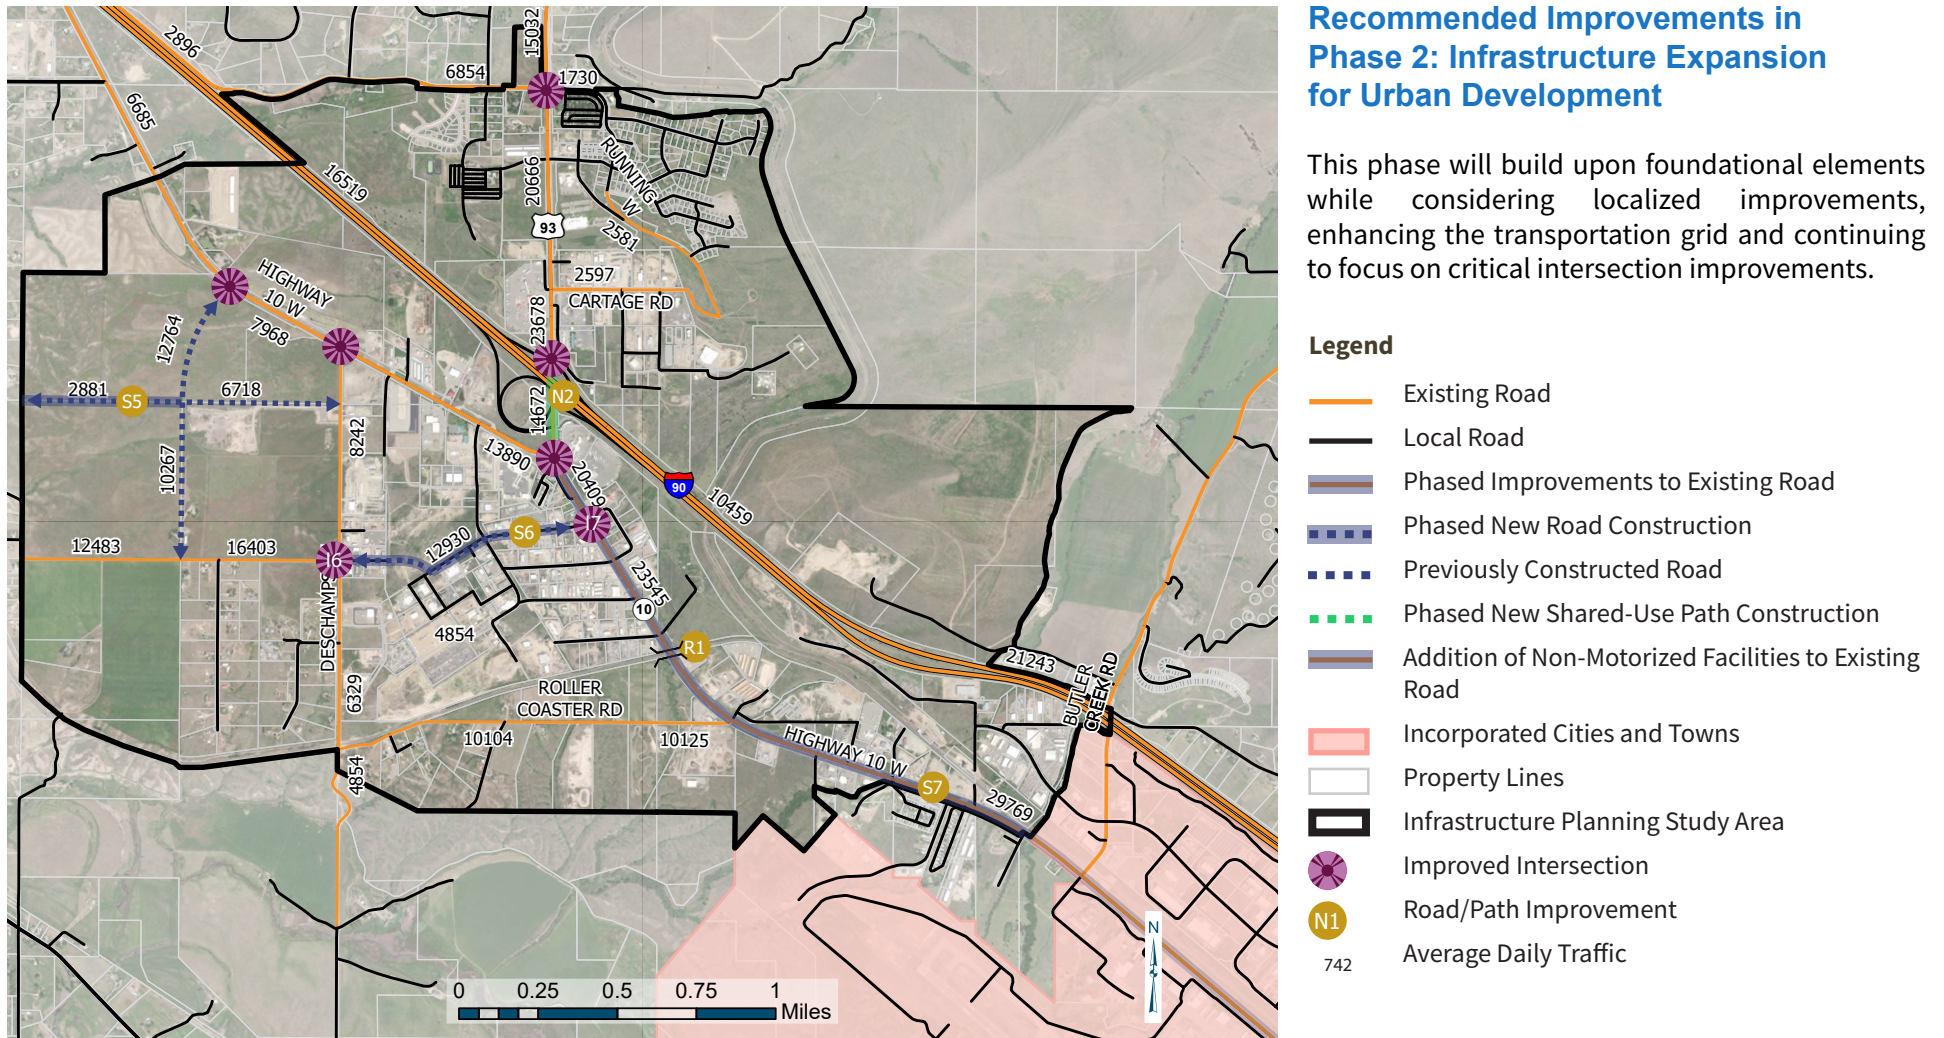 Recommended Improvements in
Phase 2: Infrastructure Expansion
for Urban Development
This phase will build upon foundational elements
while considering localized improvements,
enhancing the transportation grid and continuing
to focus on critical intersection improvements.
Legend
Existing Road
Local Road
Phased Improvements to Existing Road
Phased New Road Construction
Previously Constructed Road
Phased New Shared-Use Path Construction
Addition of Non-Motorized Facilities to Existing
Road
Incorporated Cities and Towns
Property Lines
Infrastructure Planning Study Area
Improved Intersection
N1
Road/Path Improvement
742
Average Daily Traffic
2896
15032
6854
1730
6685
16519
20666
RUNNING
W
93
2581
2597
CARTAGE RD
HIGHWAY
10 W
7968
12764
23678
2881
S5
6718
N2
14672
8242
13890
10267
20409
90
10459
I7
S6
12930
12483
16403
I6
23545
10
DESCHAMPS
4854
R1
21243
BUTLER
CREEK RD
6329
ROLLER
COASTER RD
10104
10125
HIGHWAY 10 W
4854
S7
29769
N
0 0.25 0.5 0.75 1
Miles